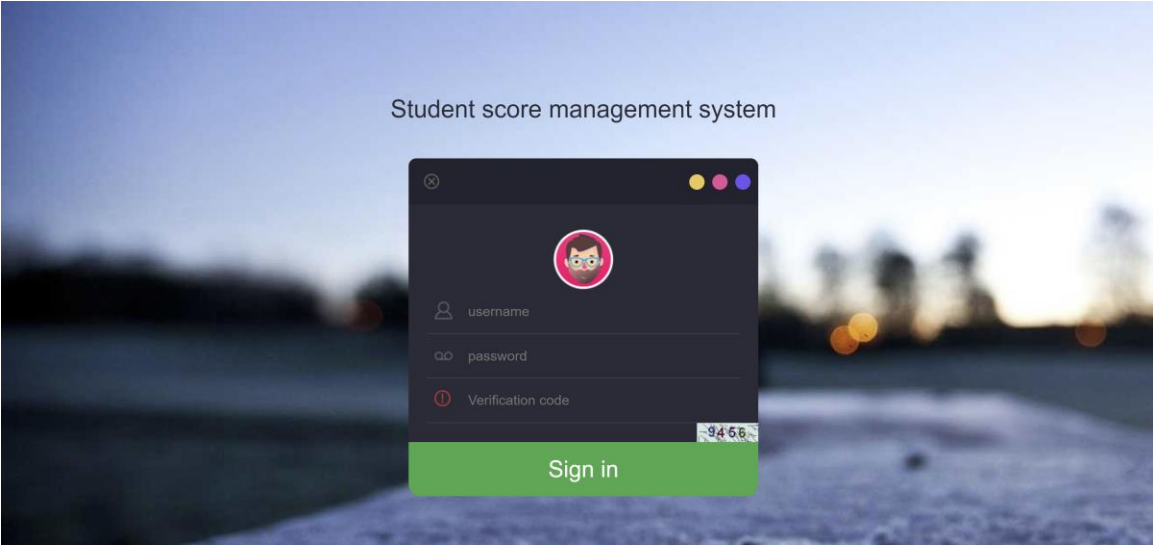 Student score management system
username
password
Verification code
9456
Sign in